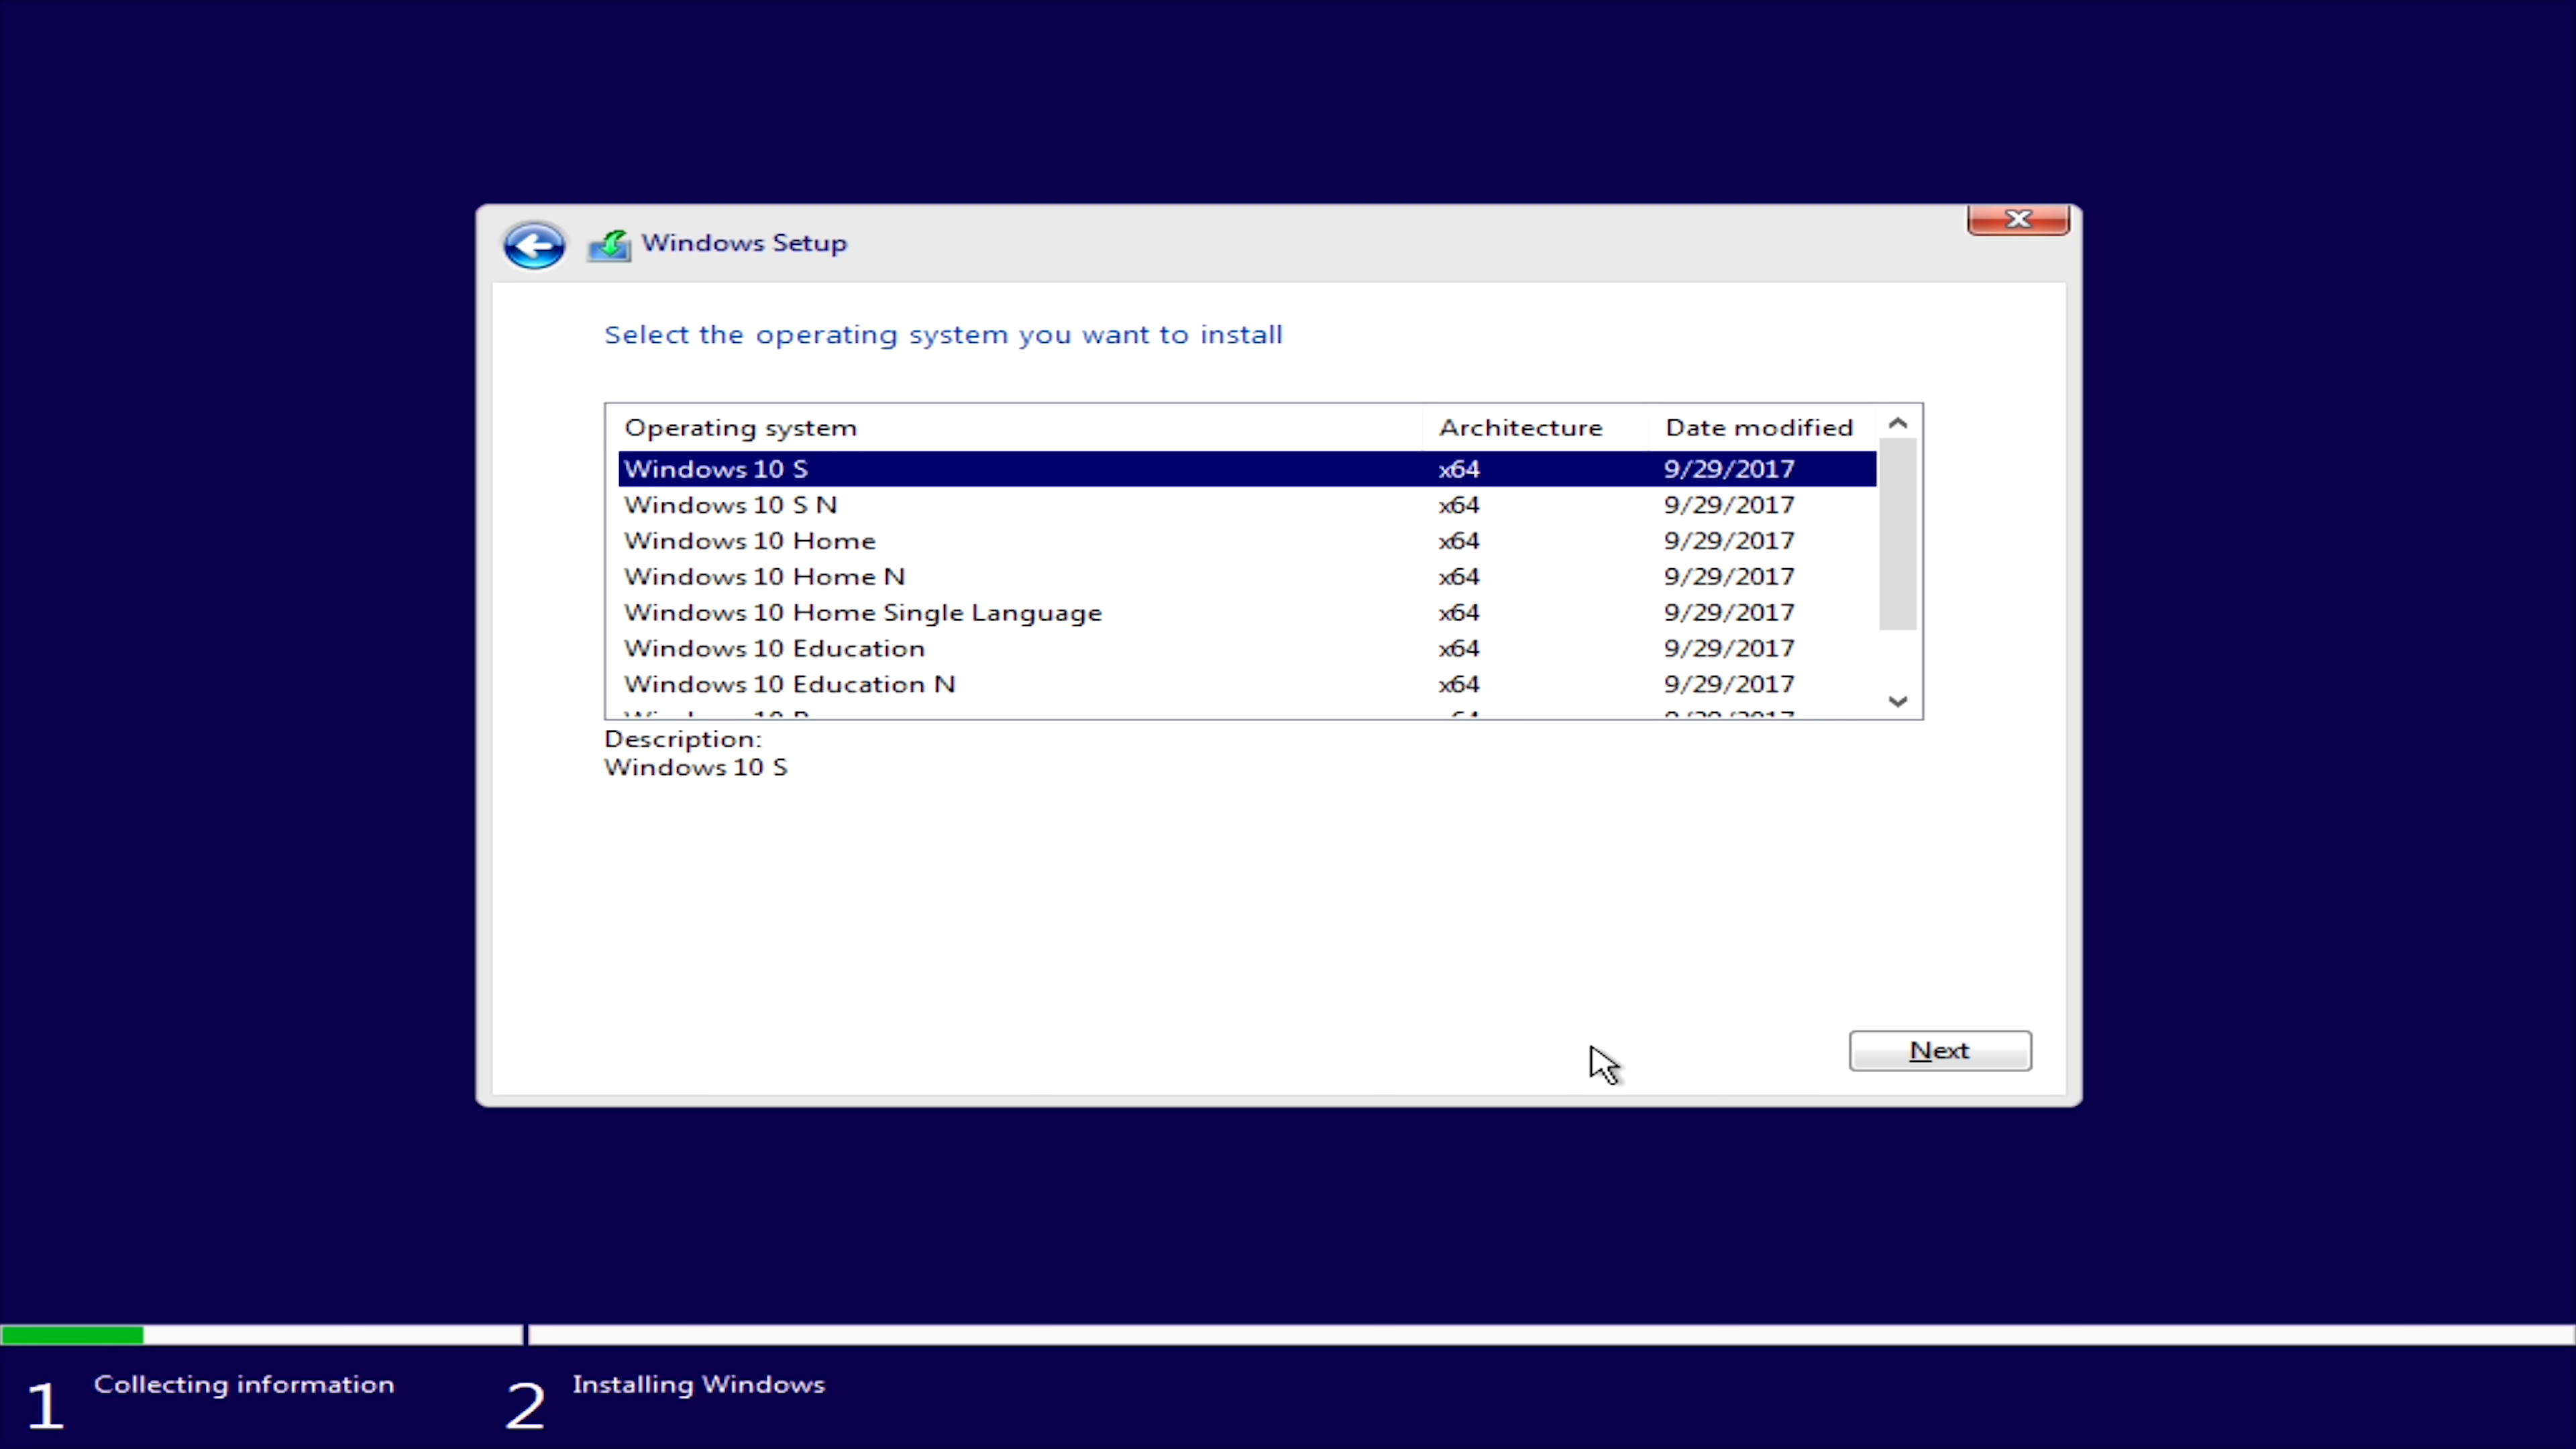 Windows Setup
Select the operating system you want to install
Operating system Architecture Date modified
Windows 10 S x64 9/29/2017
Windows 10 S N x64 9/29/2017
Windows 10 Home x64 9/29/2017
Windows 10 Home N x64 9/29/2017
Windows 10 Home Single Language x64 9/29/2017
Windows 10 Education x64 9/29/2017
Windows 10 Education N x64 9/29/2017
Description:
Windows 10 S
Next
1 Collecting information 2 Installing Windows